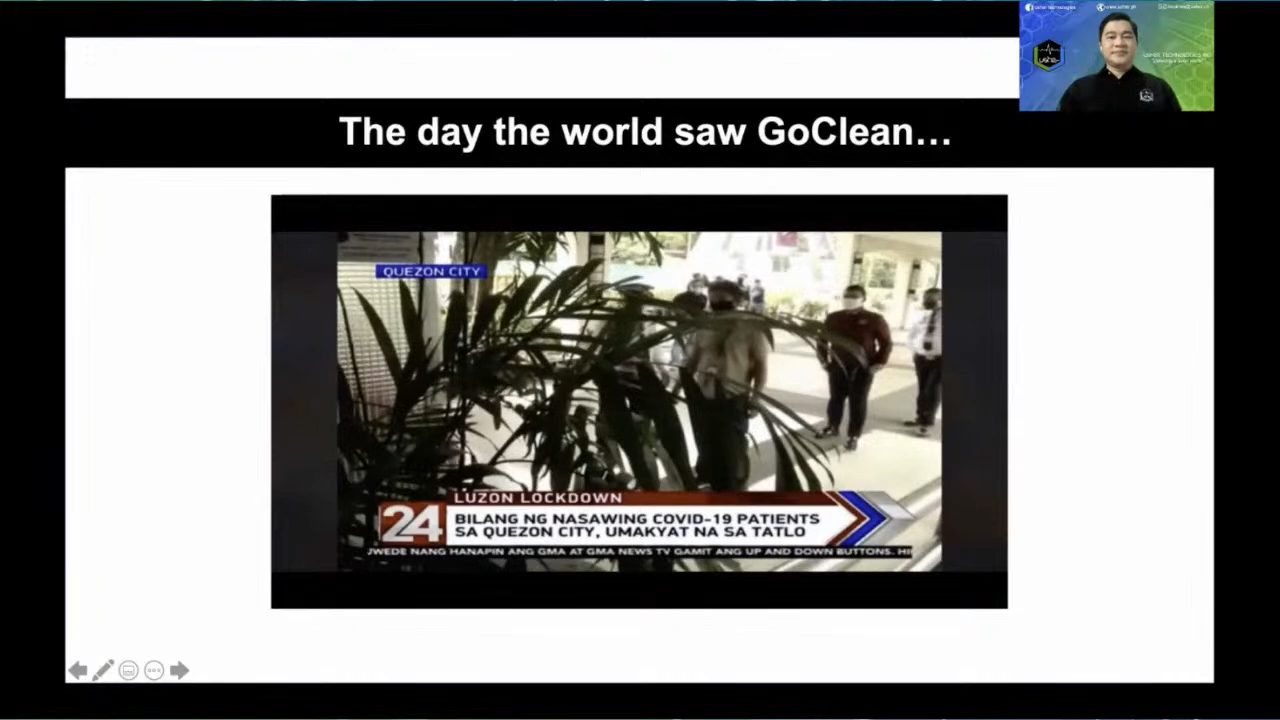 The day the world saw GoClean...
QUEZON CITY
LUZON LOCKDOWN
24
BILANG NG NASAWING COVID-19 PATIENTS
SA QUEZON CITY, UMAKYAT NA SA TATLO
JWEDE NANG HANAPIN ANG GMA AT GMA NEWS TV GAMIT ANG UP AND DOWN BUTTONS. HI